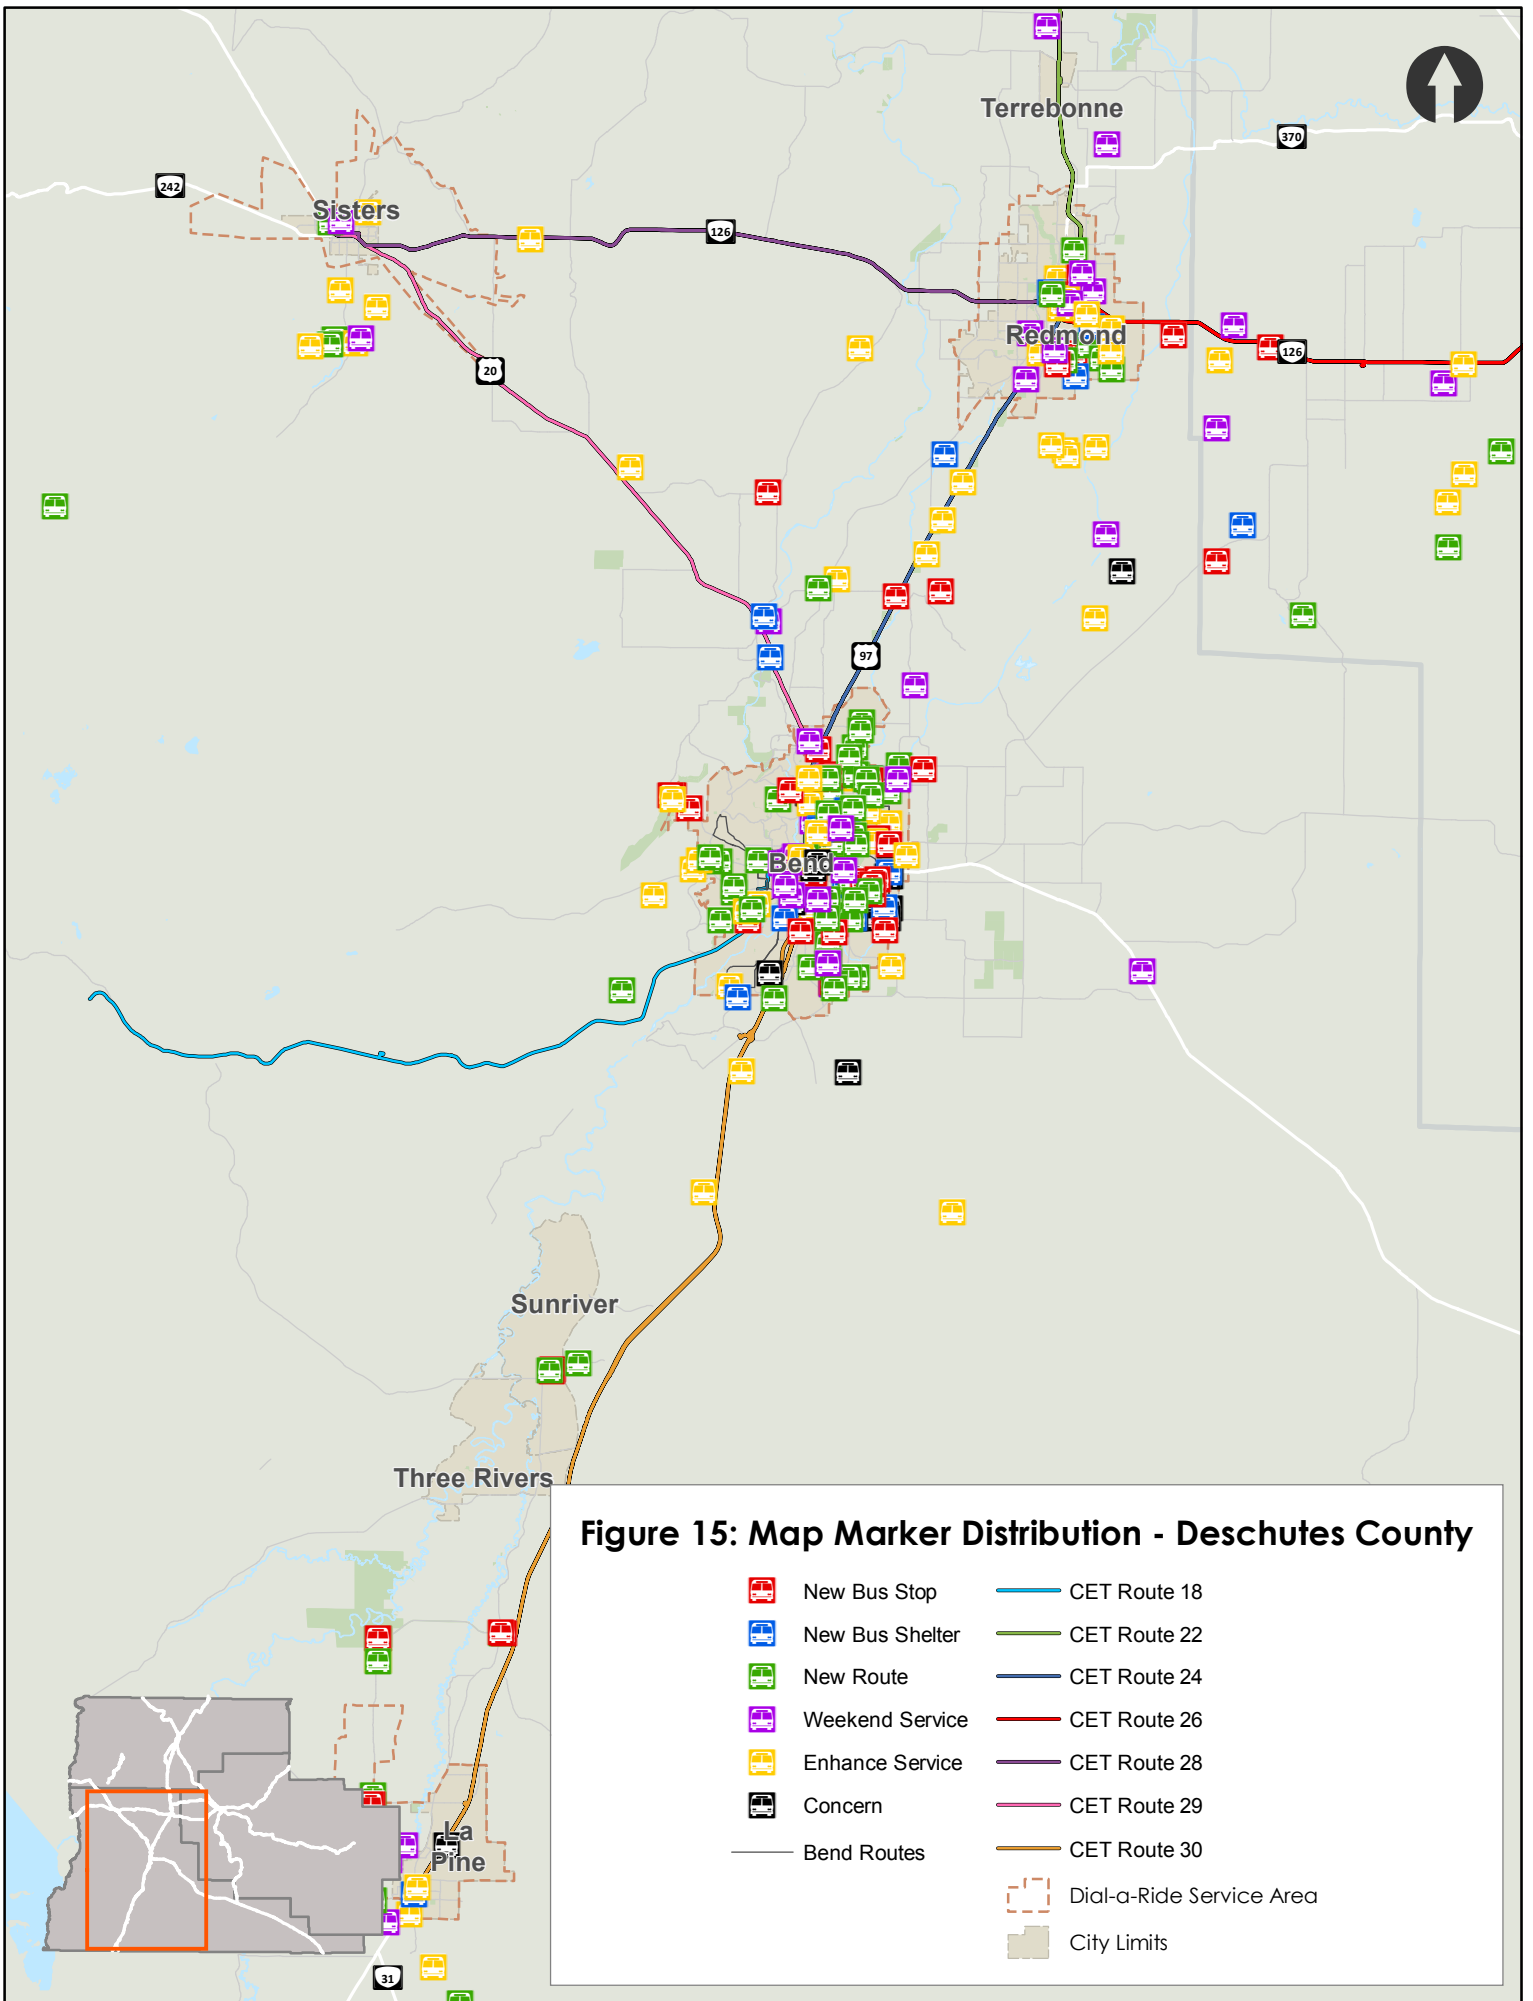 Terrebonne
370
242
Sisters
126
Redmond
126
20
97
Bend
Sunriver
Three Rivers
Figure 15: Map Marker Distribution - Deschutes County
New Bus Stop
New Bus Shelter
New Route
Weekend Service
Enhance Service
Concern
Bend Routes
CET Route 18
CET Route 22
CET Route 24
CET Route 26
CET Route 28
CET Route 29
CET Route 30
Dial-a-Ride Service Area
City Limits
La
Pine
31